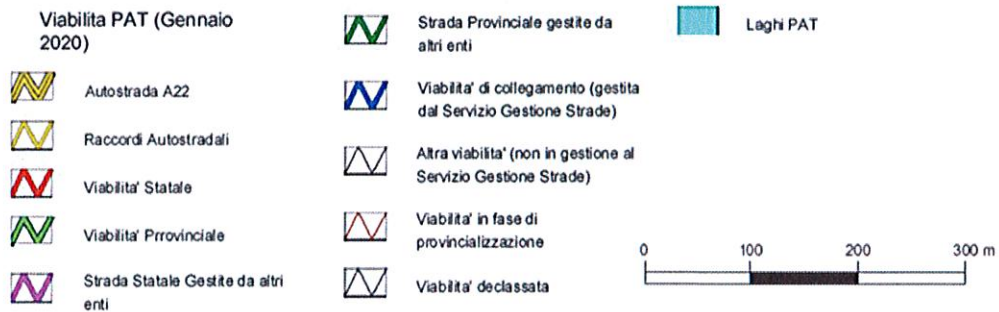 Viabilita PAT (Gennaio
2020)
Autostrada A22
Raccordi Autostradali
Viabilita' Statale
Viabilita' Prrovinciale
Strada Statale Gestite da altri
enti
Strada Provinciale gestite da
altri enti
Viabilita' di collegamento (gestita
dal Servizio Gestione Strade)
Altra viabilita' (non in gestione al
Servizio Gestione Strade)
Viabilita' in fase di
provincializzazione
Viabilita' declassata
Laghi PAT
0 100 200 300 m